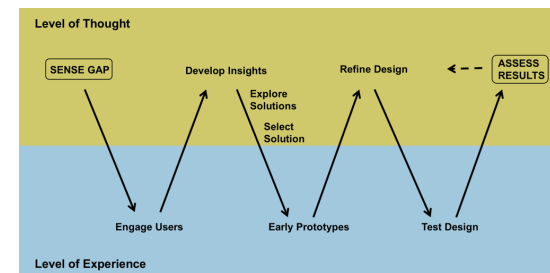 Level of Thought
SENSE GAP
Develop Insights
Refine Design
ASSESS
RESULTS
Explore
Solutions
Select
Solution
Engage Users
Early Prototypes
Test Design
Level of Experience